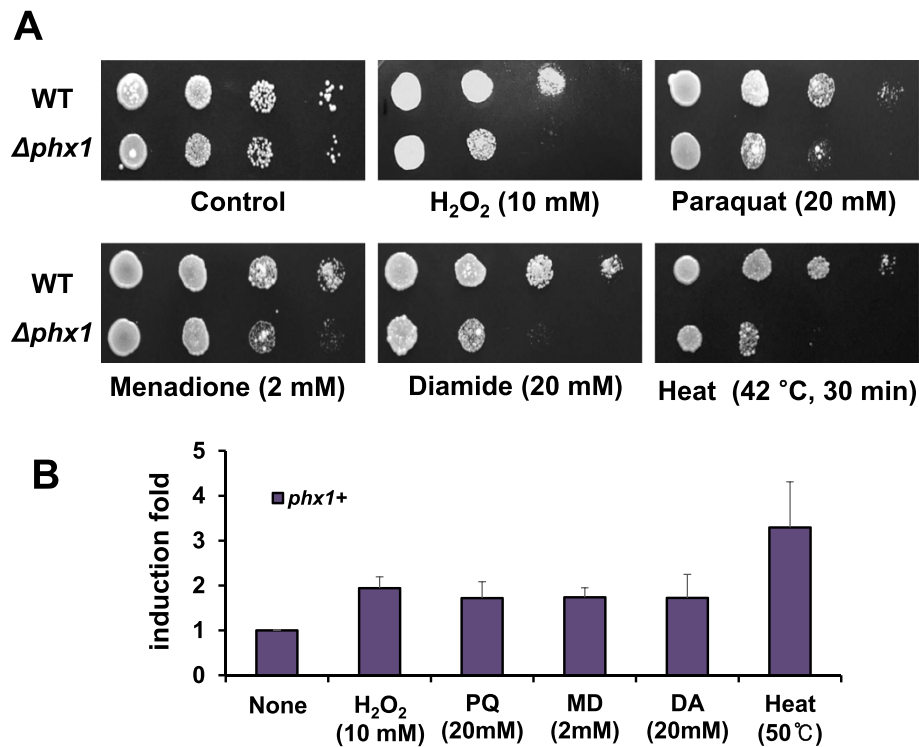 A
WT
Δphx1
Control
H₂O₂ (10 mM)
Paraquat (20 mM)
WT
Δphx1
Menadione (2 mM)
Diamide (20 mM)
Heat (42 °C, 30 min)
B
induction fold
5
4
3
2
1
0
phx1+
None
H₂O₂
(10 mM)
PQ
(20mM)
MD
(2mM)
DA
(20mM)
Heat
(50℃)